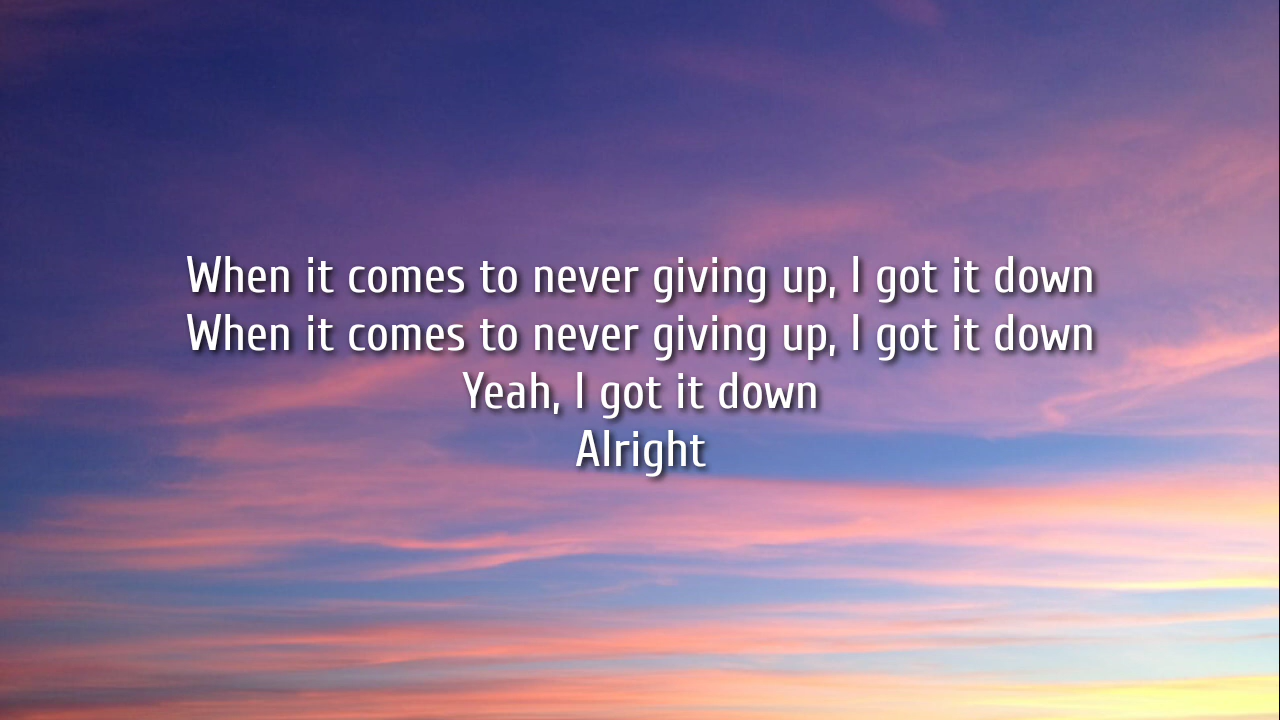 When it comes to never giving up, I got it down
When it comes to never giving up, I got it down
Yeah, I got it down
Alright